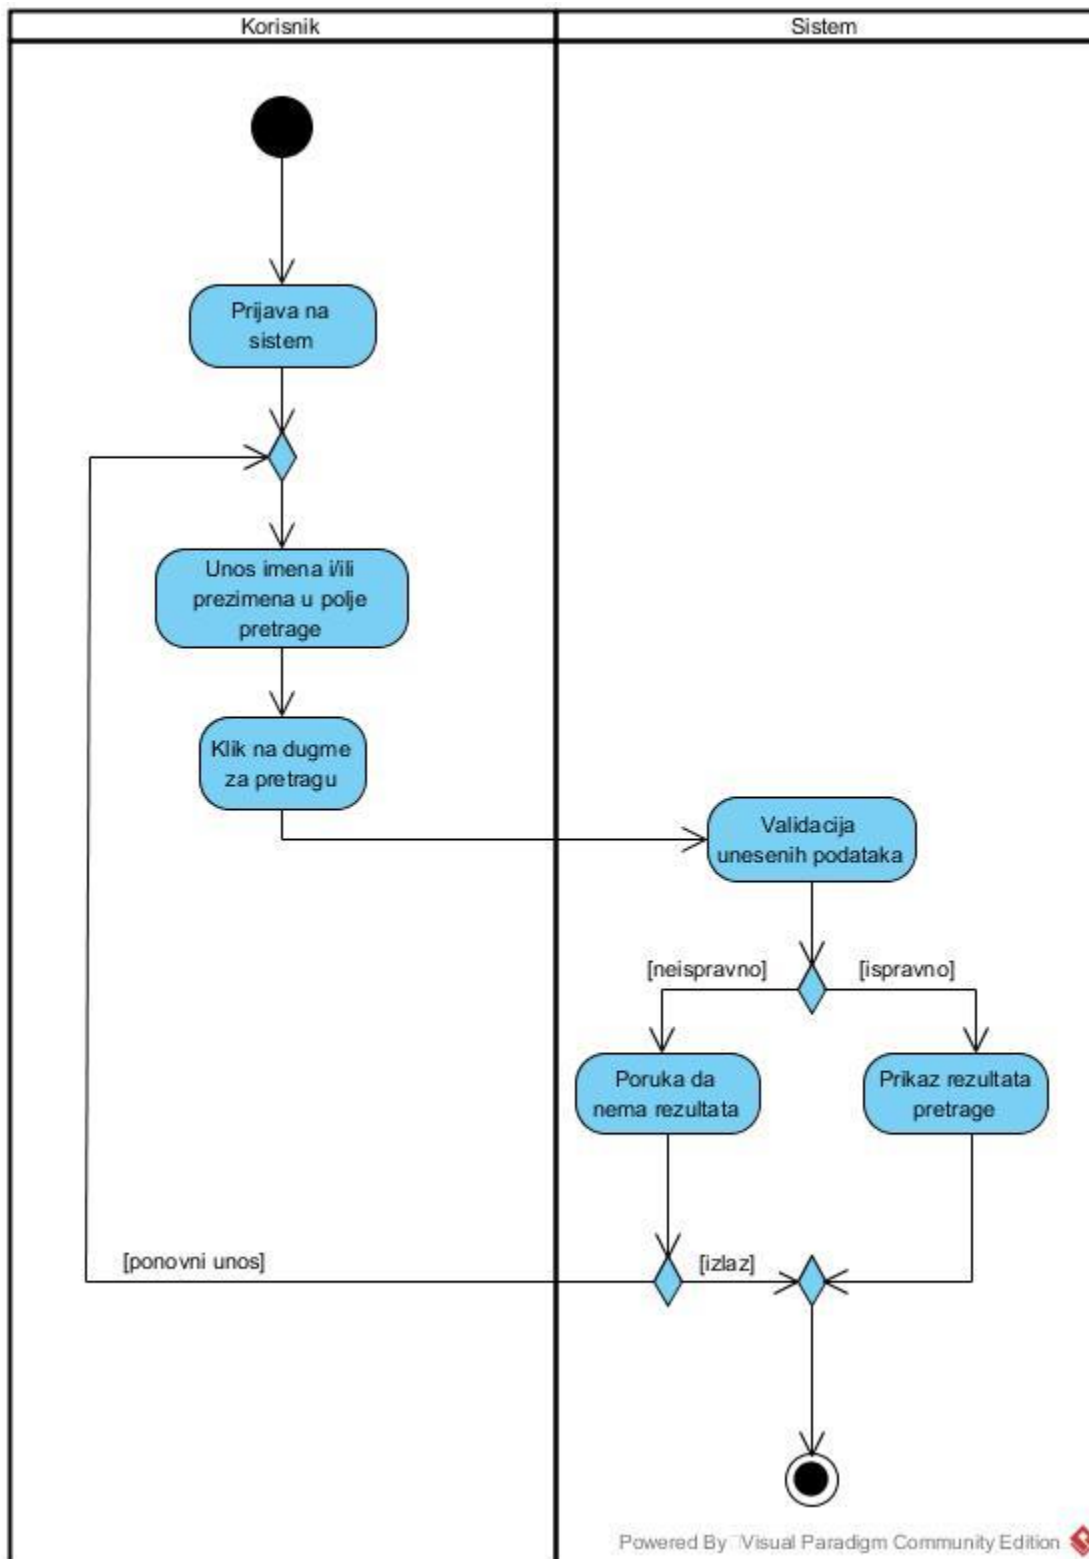 Korisnik
Sistem
Prijava na
sistem
Unos imena i/ili
prezimena u polje
pretrage
Klik na dugme
za pretragu
Validacija
unesenih podataka
[neispravno]
[ispravno]
Poruka da
nema rezultata
Prikaz rezultata
pretrage
[ponovni unos]
[izlaz]
Powered By Visual Paradigm Community Edition